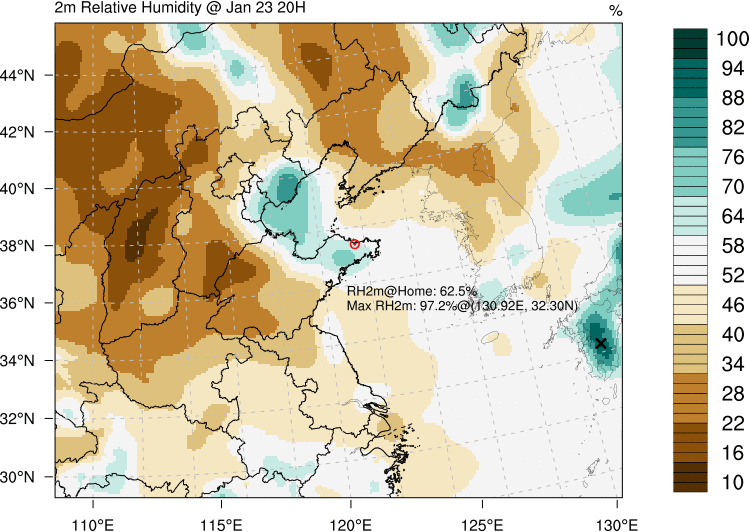 2m Relative Humidity @ Jan 23 20H
%
44°N
42°N
40°N
38°N
36°N
34°N
32°N
30°N
110°E
115°E
120°E
125°E
130°E
RH2m@Home: 62.5%
Max RH2m: 97.2%@(130.92E, 32.30N)
100
94
88
82
76
70
64
58
52
46
40
34
28
22
16
10